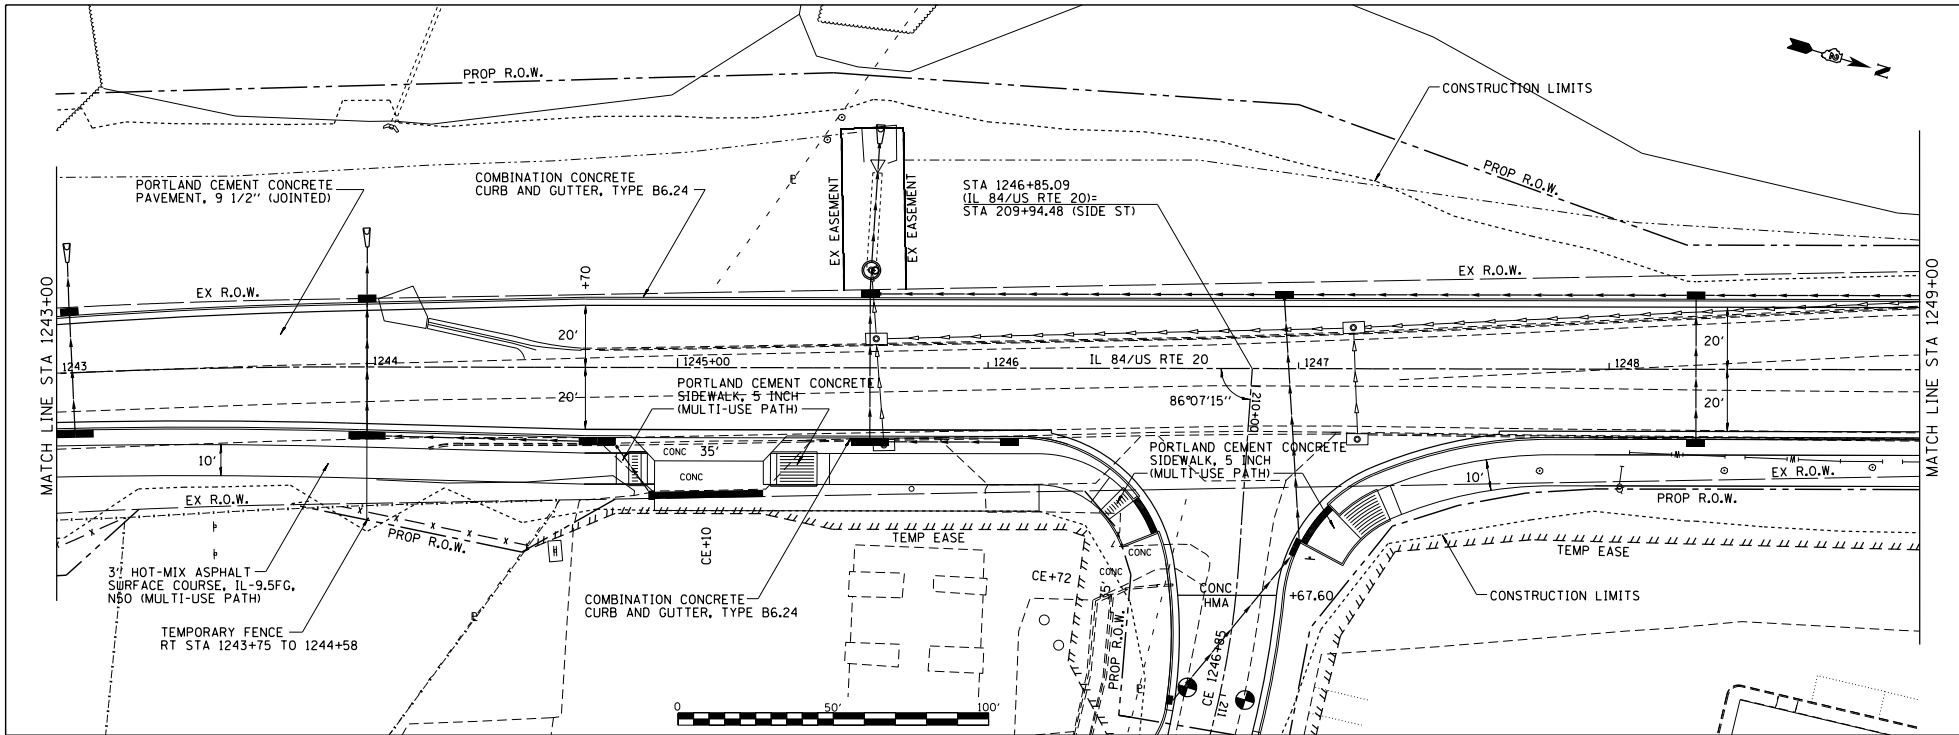 PROP R.O.W.
N
CONSTRUCTION LIMITS
PORTLAND CEMENT CONCRETE
PAVEMENT, 9 1/2'' (JOINTED)
COMBINATION CONCRETE
CURB AND GUTTER, TYPE B6.24
EX EASEMENT
EX EASEMENT
STA 1246+85.09
(IL 84/US RTE 20)=
STA 209+94.48 (SIDE ST)
PROP R.O.W.
EX R.O.W.
+70
EX R.O.W.
MATCH LINE STA 1243+00
MATCH LINE STA 1249+00
20'
20'
1243
1244
1245+00
1246
IL 84/US RTE 20
1247
1248
PORTLAND CEMENT CONCRETE
SIDEWALK, 5 INCH
(MULTI-USE PATH)
20'
86°07'15''
210+00
20'
CONC
35'
CONC
PORTLAND CEMENT CONCRETE
SIDEWALK, 5 INCH
(MULTI-USE PATH)
10'
10'
EX R.O.W.
EX R.O.W.
PROP R.O.W.
PROP R.O.W.
CE+10
TEMP EASE
TEMP EASE
CONC
3" HOT-MIX ASPHALT
SURFACE COURSE, IL-9.5FG,
N50 (MULTI-USE PATH)
CE+72
CONC
35'
CONC
HMA
+67.60
CONSTRUCTION LIMITS
COMBINATION CONCRETE
CURB AND GUTTER, TYPE B6.24
TEMPORARY FENCE
RT STA 1243+75 TO 1244+58
PROP R.O.W.
CE 1246+85
211
0
50'
100'